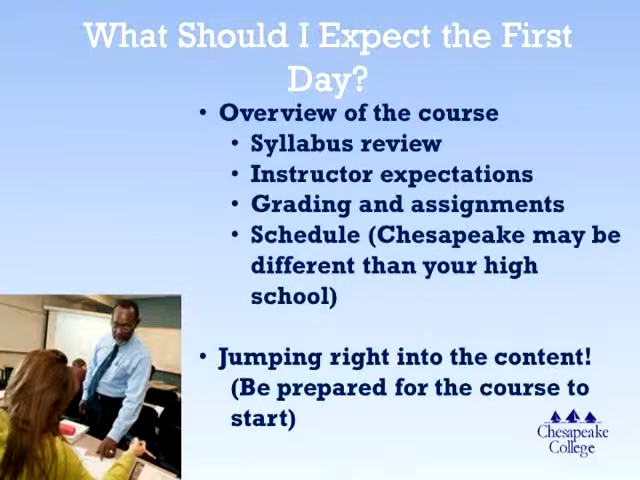 What Should I Expect the First
Day?
• Overview of the course
• Syllabus review
• Instructor expectations
• Grading and assignments
• Schedule (Chesapeake may be
different than your high
school)
• Jumping right into the content!
(Be prepared for the course to
start)
Chesapeake
College